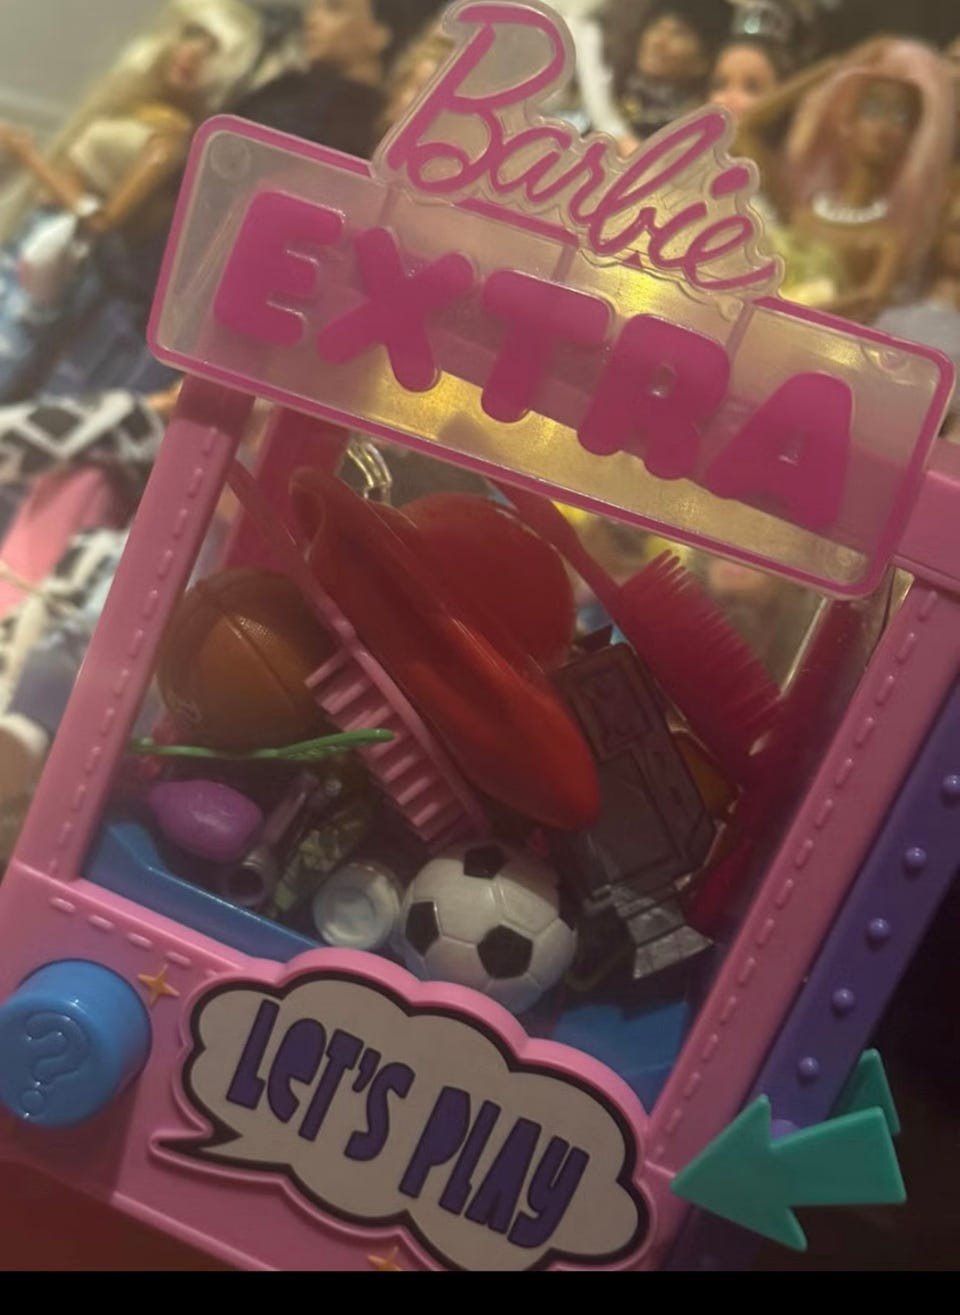 Barbie
EXTRA
?
LET'S PLAY